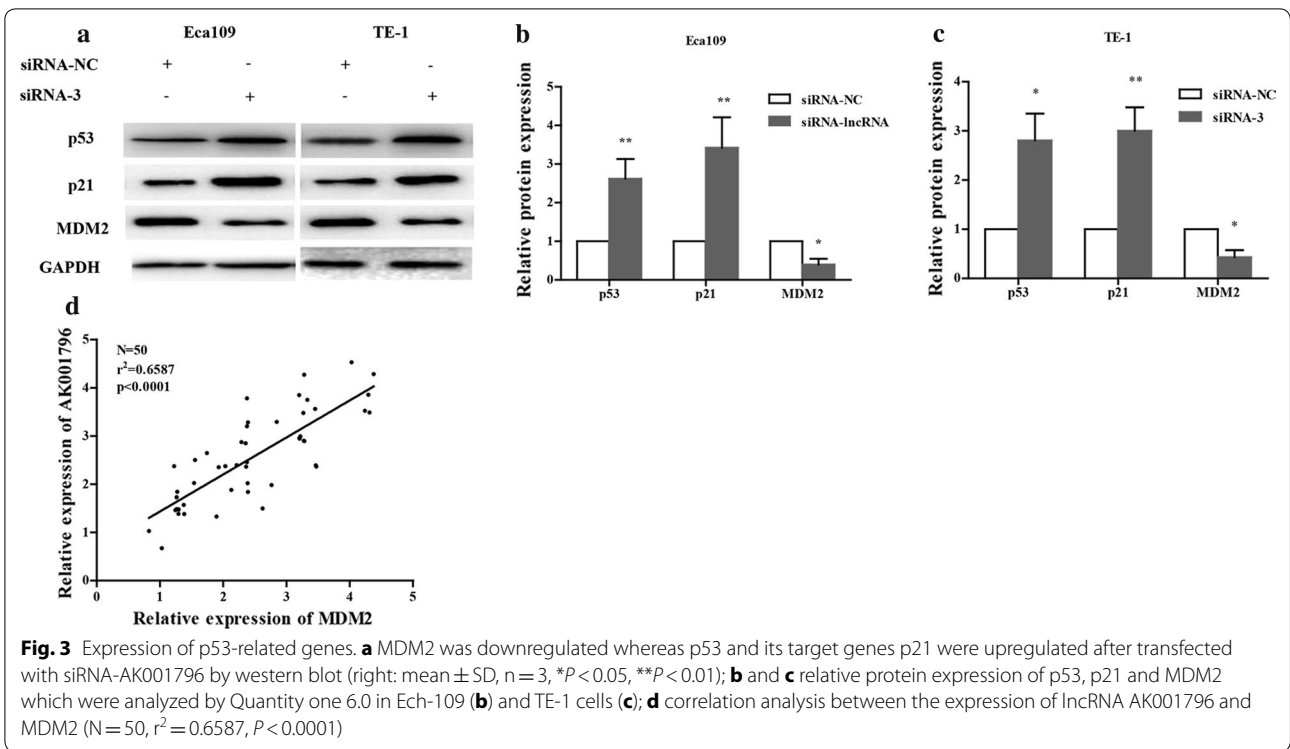 a
Eca109 TE-1
siRNA-NC + - + -
siRNA-3 - + - +
p53
p21
MDM2
GAPDH
b
Eca109
Relative protein expression
5
4
3
2
1
0
** ** *
siRNA-NC
siRNA-lncRNA
p53 p21 MDM2
c
TE-1
Relative protein expression
4
3
2
1
0
* ** *
siRNA-NC
siRNA-3
p53 p21 MDM2
d
N=50
r²=0.6587
p<0.0001
Relative expression of AK001796
5
4
3
2
1
0
0 1 2 3 4 5
Relative expression of MDM2
Fig. 3 Expression of p53-related genes. a MDM2 was downregulated whereas p53 and its target genes p21 were upregulated after transfected
with siRNA-AK001796 by western blot (right: mean ± SD, n = 3, *P < 0.05, **P < 0.01); b and c relative protein expression of p53, p21 and MDM2
which were analyzed by Quantity one 6.0 in Ech-109 (b) and TE-1 cells (c); d correlation analysis between the expression of lncRNA AK001796 and
MDM2 (N = 50, r² = 0.6587, P < 0.0001)